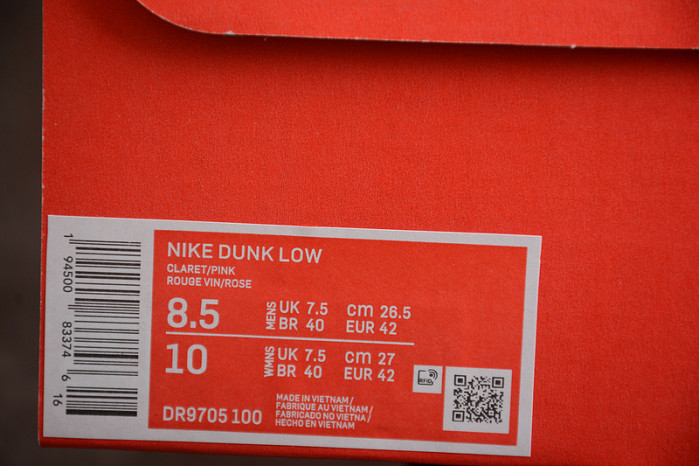 NIKE DUNK LOW
CLARET/PINK
ROUGE VIN/ROSE
8.5 MENS UK 7.5 cm 26.5
BR 40 EUR 42
10 WMNS UK 7.5 cm 27
BR 40 EUR 42
RFID
DR9705 100
MADE IN VIETNAM/
FABRIQUE AU VIETNAM/
FABRICADO NO VIETNA/
HECHO EN VIETNAM
1 94500 83374 6 16